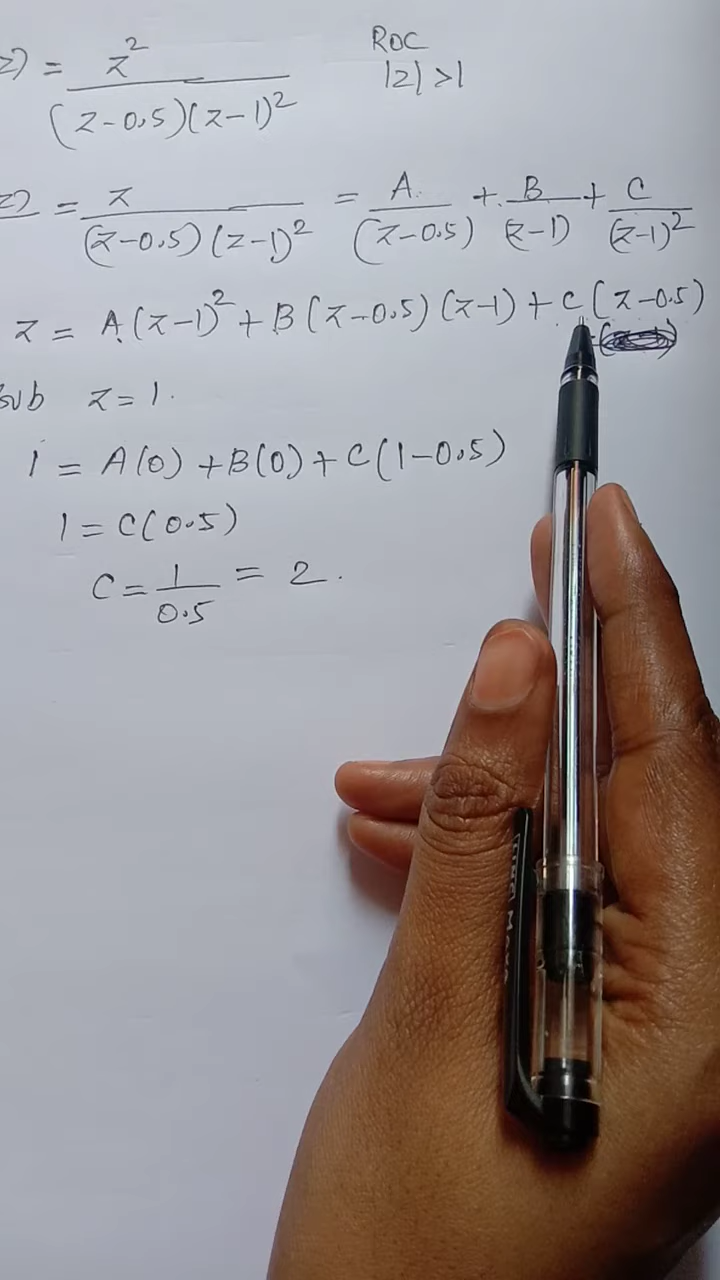 z) = z² / (z-0.5)(z-1)² ROC |z|>1
z) = z / (z-0.5)(z-1)² = A / (z-0.5) + B / (z-1) + C / (z-1)²
z = A(z-1)² + B(z-0.5)(z-1) + C(z-0.5)
sub z=1.
1 = A(0) + B(0) + C(1-0.5)
1 = C(0.5)
C = 1 / 0.5 = 2.